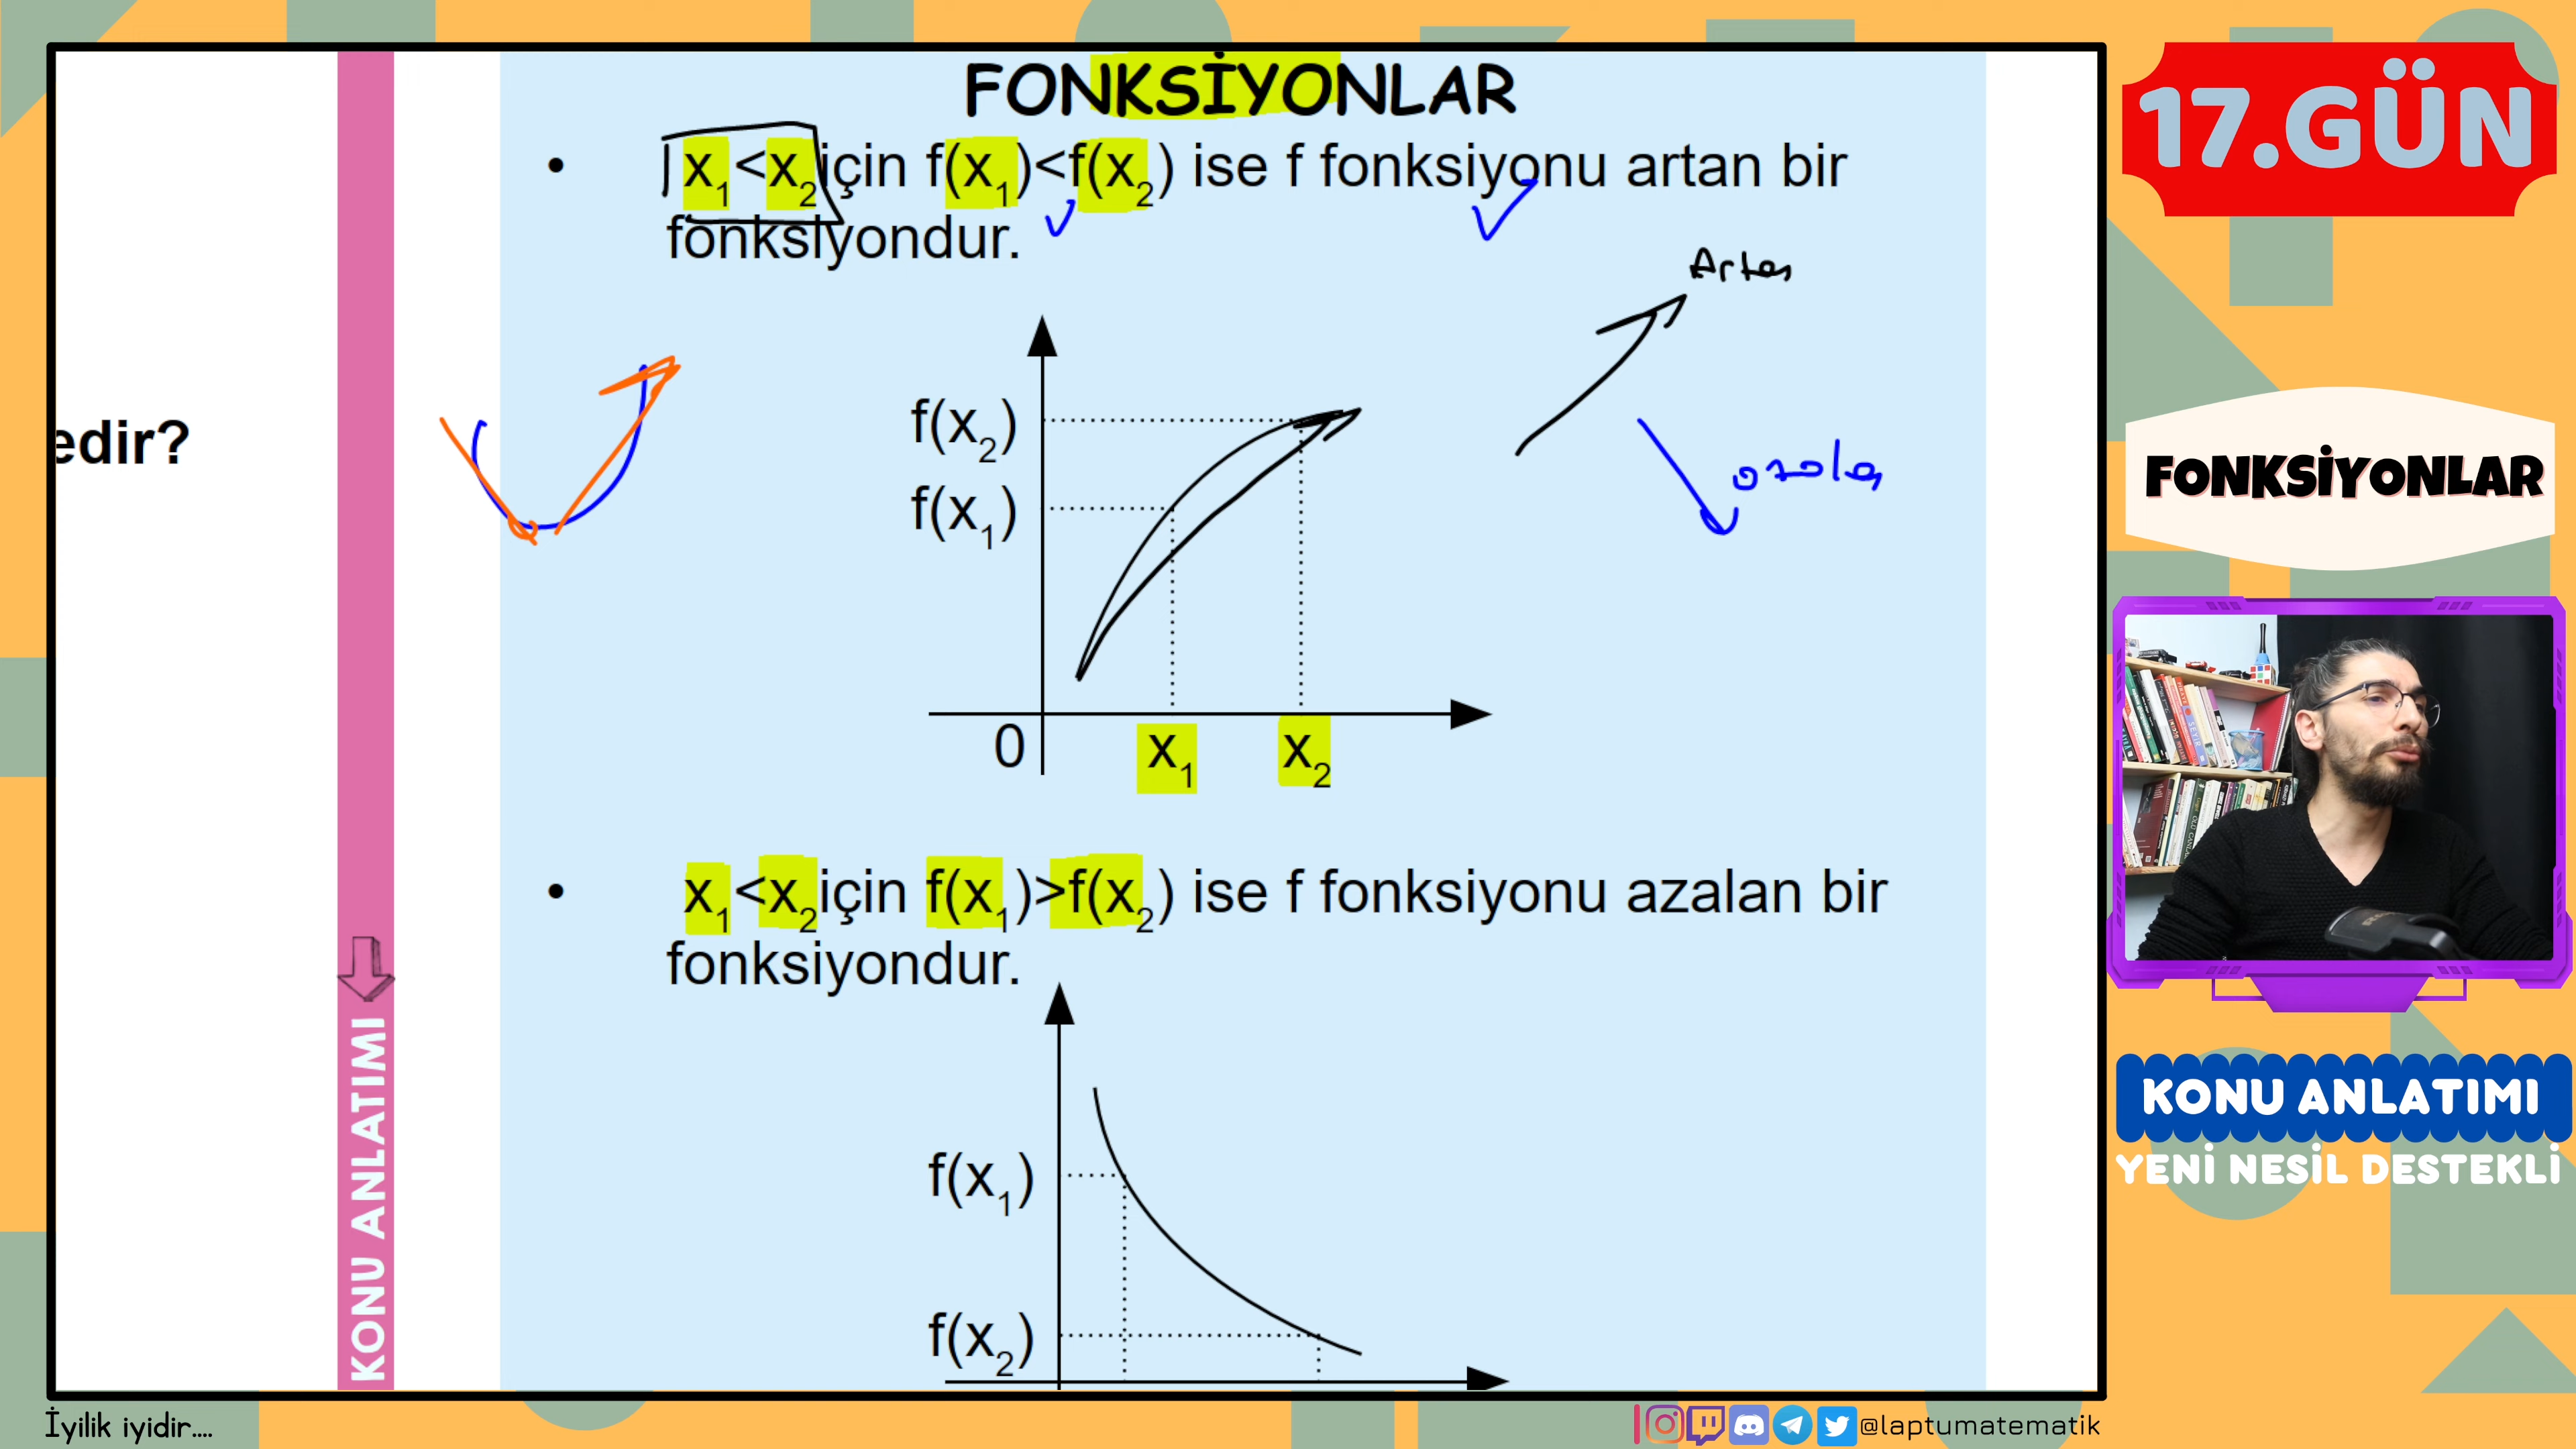 FONKSİYONLAR
• x₁<x₂ için f(x₁)<f(x₂) ise f fonksiyonu artan bir
fonksiyondur.
Artan
azalan
f(x₂)
f(x₁)
0
x₁
x₂
edir?
• x₁<x₂ için f(x₁)>f(x₂) ise f fonksiyonu azalan bir
fonksiyondur.
f(x₁)
f(x₂)
KONU ANLATIMI
17.GÜN
FONKSİYONLAR
KONU ANLATIMI
YENİ NESİL DESTEKLİ
İyilik iyidir....
@laptumatematik